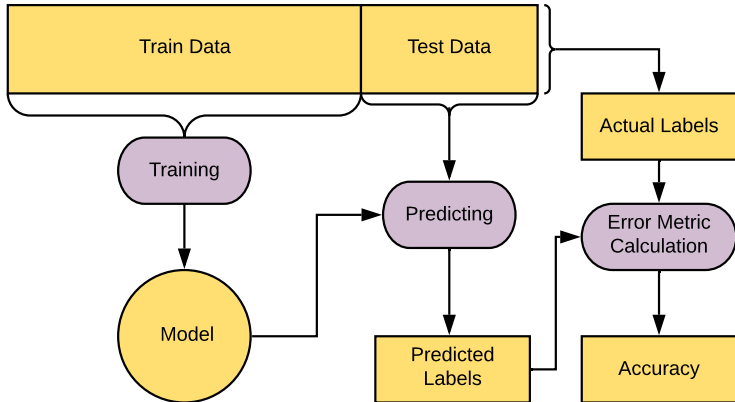 Train Data
Test Data
Actual Labels
Training
Predicting
Error Metric
Calculation
Model
Predicted
Labels
Accuracy